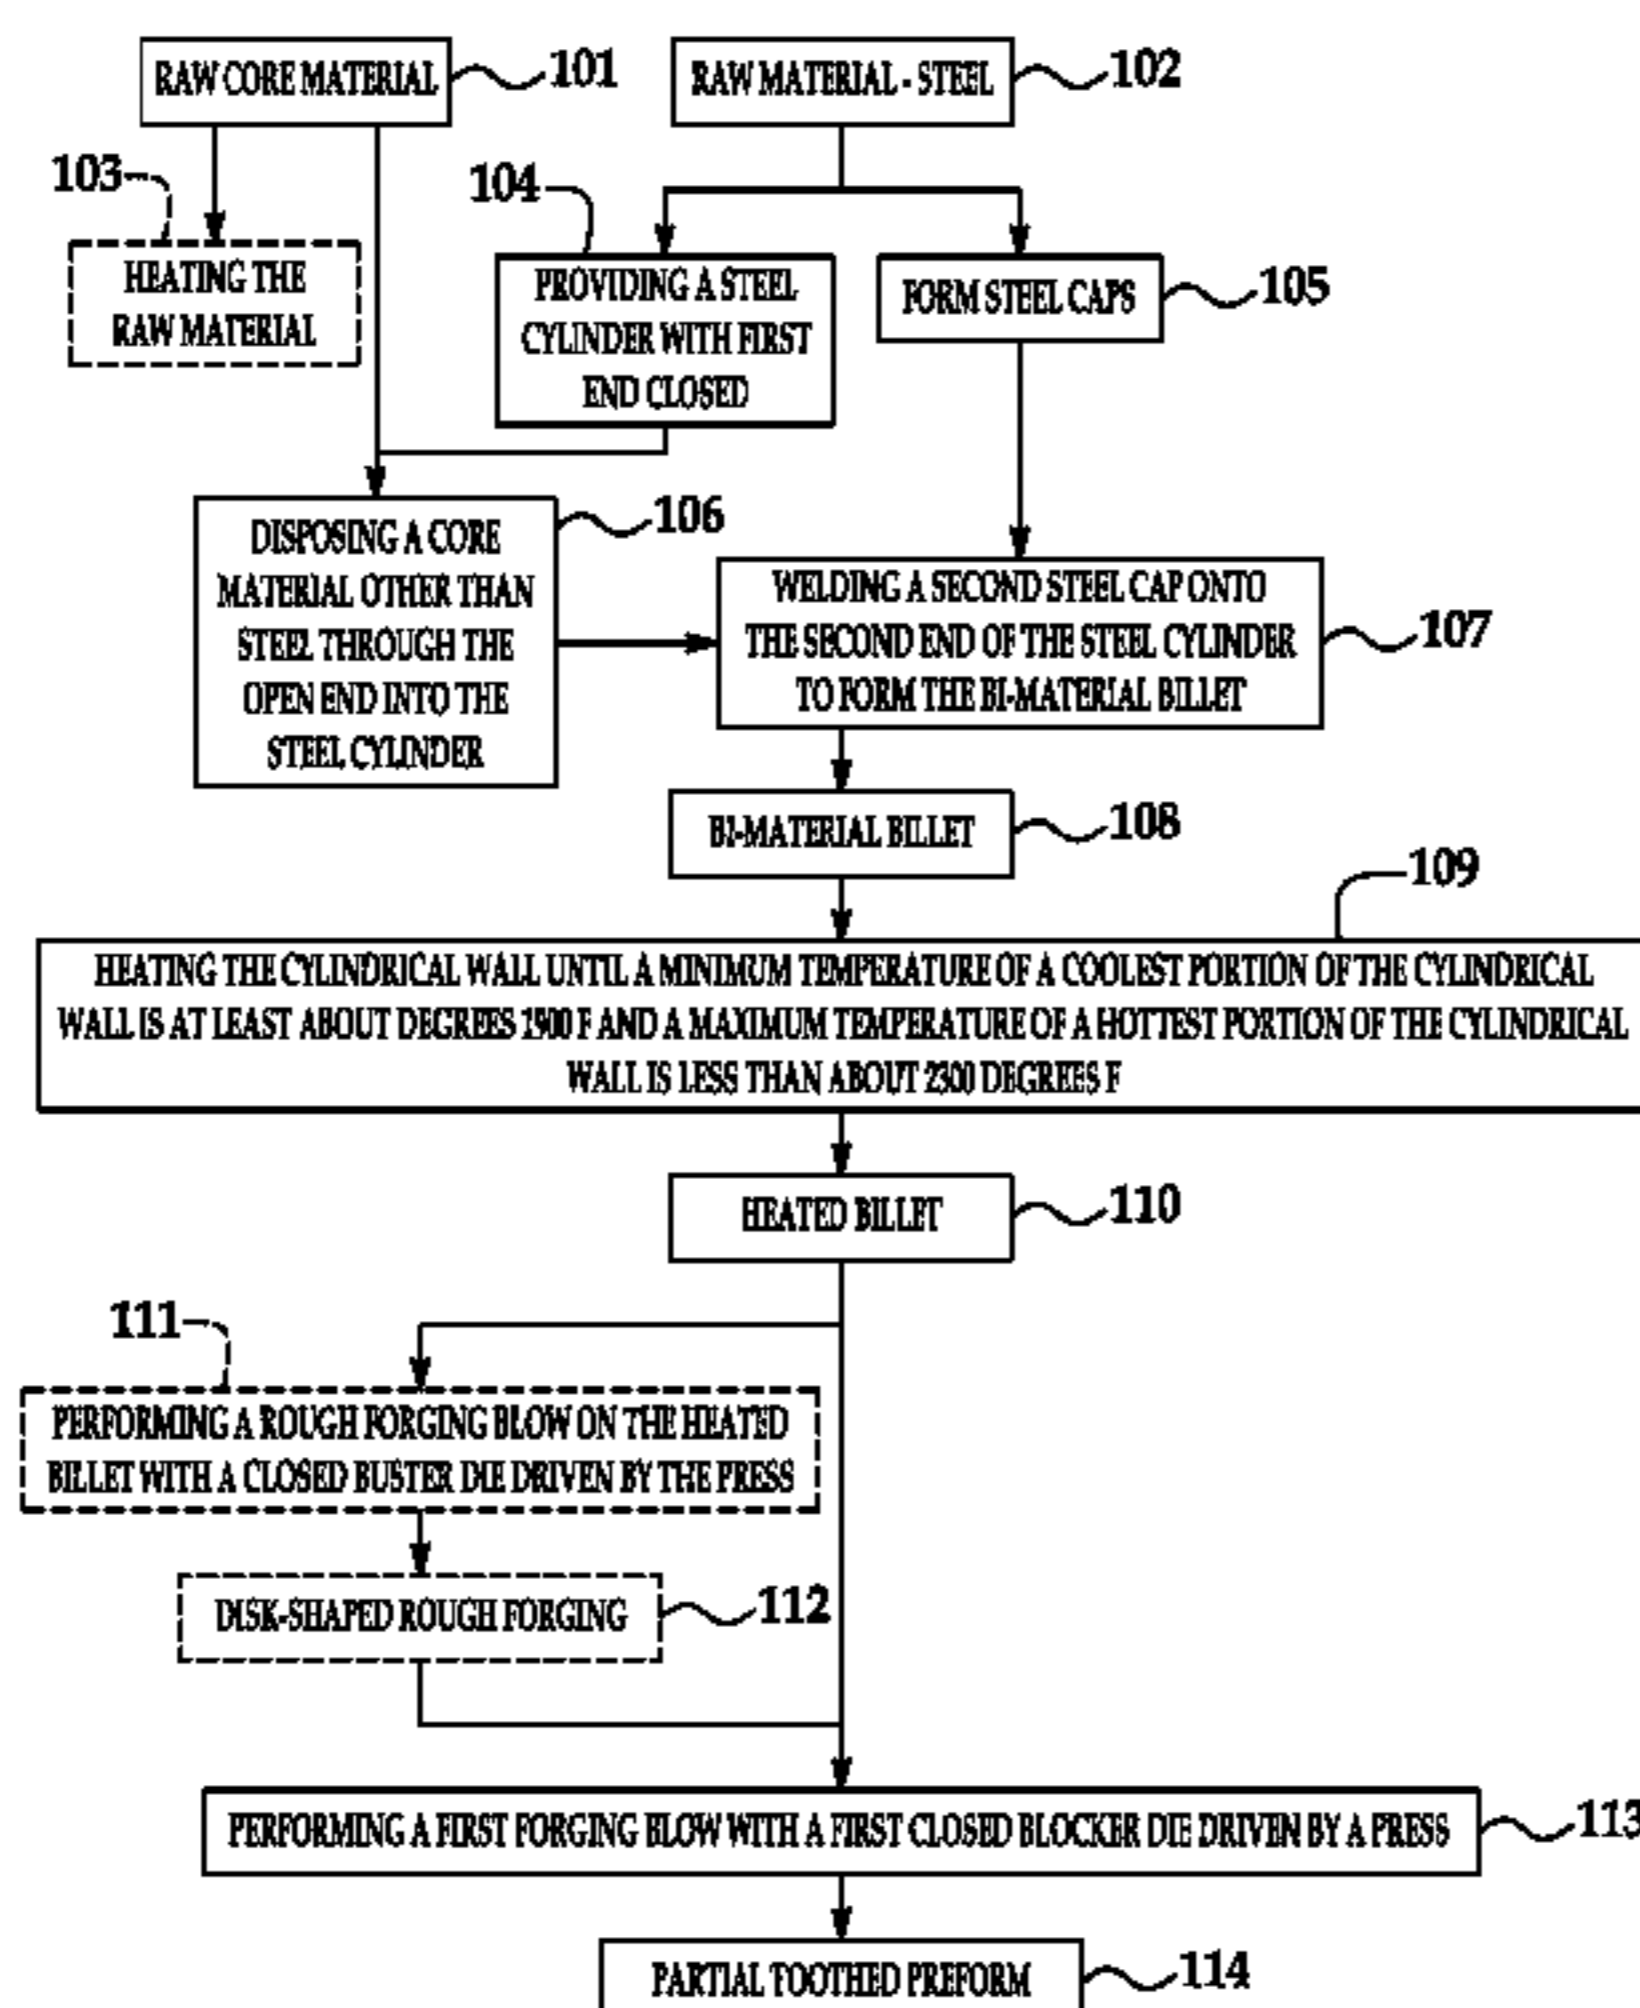 RAW CORE MATERIAL
101
RAW MATERIAL - STEEL
102
103
HEATING THE
RAW MATERIAL
104
PROVIDING A STEEL
CYLINDER WITH FIRST
END CLOSED
FORM STEEL CAPS
105
DISPOSING A CORE
MATERIAL OTHER THAN
STEEL THROUGH THE
OPEN END INTO THE
STEEL CYLINDER
106
WELDING A SECOND STEEL CAP ONTO
THE SECOND END OF THE STEEL CYLINDER
TO FORM THE BI-MATERIAL BILLET
107
BI-MATERIAL BILLET
108
109
HEATING THE CYLINDRICAL WALL UNTIL A MINIMUM TEMPERATURE OF A COOLEST PORTION OF THE CYLINDRICAL
WALL IS AT LEAST ABOUT DEGREES 1900 F AND A MAXIMUM TEMPERATURE OF A HOTTEST PORTION OF THE CYLINDRICAL
WALL IS LESS THAN ABOUT 2300 DEGREES F
HEATED BILLET
110
111
PERFORMING A ROUGH FORGING BLOW ON THE HEATED
BILLET WITH A CLOSED BUSTER DIE DRIVEN BY THE PRESS
DISK-SHAPED ROUGH FORGING
112
PERFORMING A FIRST FORGING BLOW WITH A FIRST CLOSED BLOCKER DIE DRIVEN BY A PRESS
113
PARTIAL TOOTHED PREFORM
114